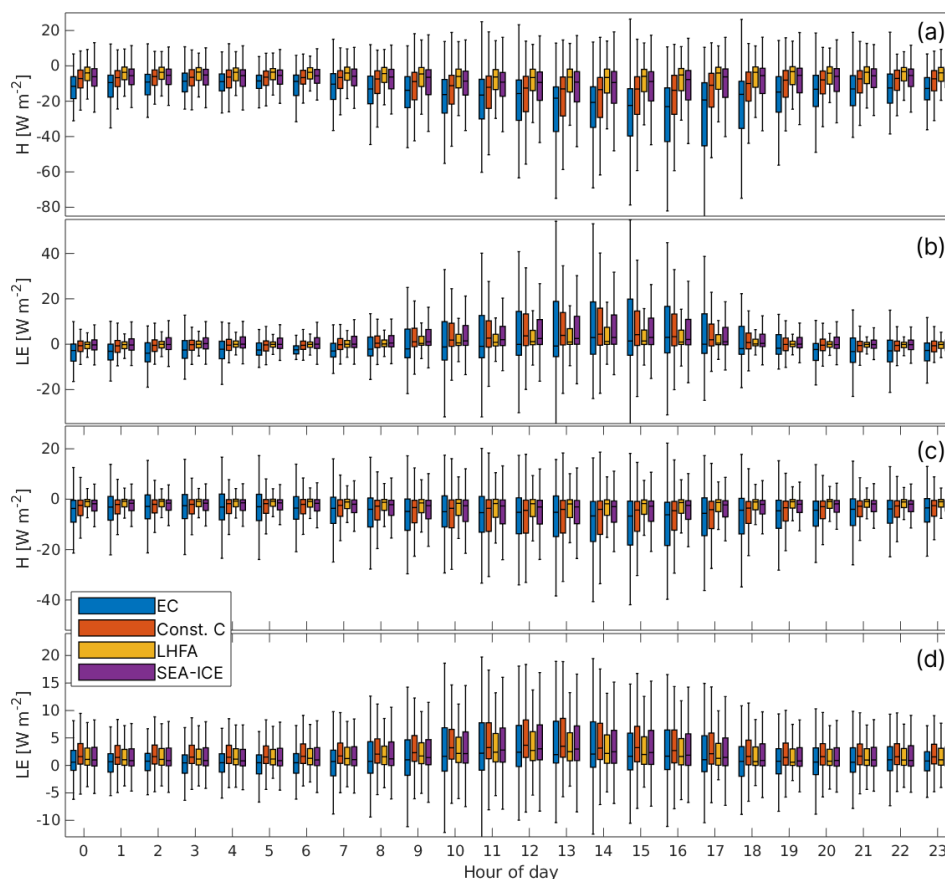 (a)
H [W m-2]
20
0
-20
-40
-60
-80
(b)
LE [W m-2]
40
20
0
20
(c)
H [W m-2]
20
0
-20
-40
EC
Const. C
LHFA
SEA-ICE
(d)
LE [W m-2]
20
15
10
5
0
-5
-10
0 1 2 3 4 5 6 7 8 9 10 11 12 13 14 15 16 17 18 19 20 21 22 23
Hour of day